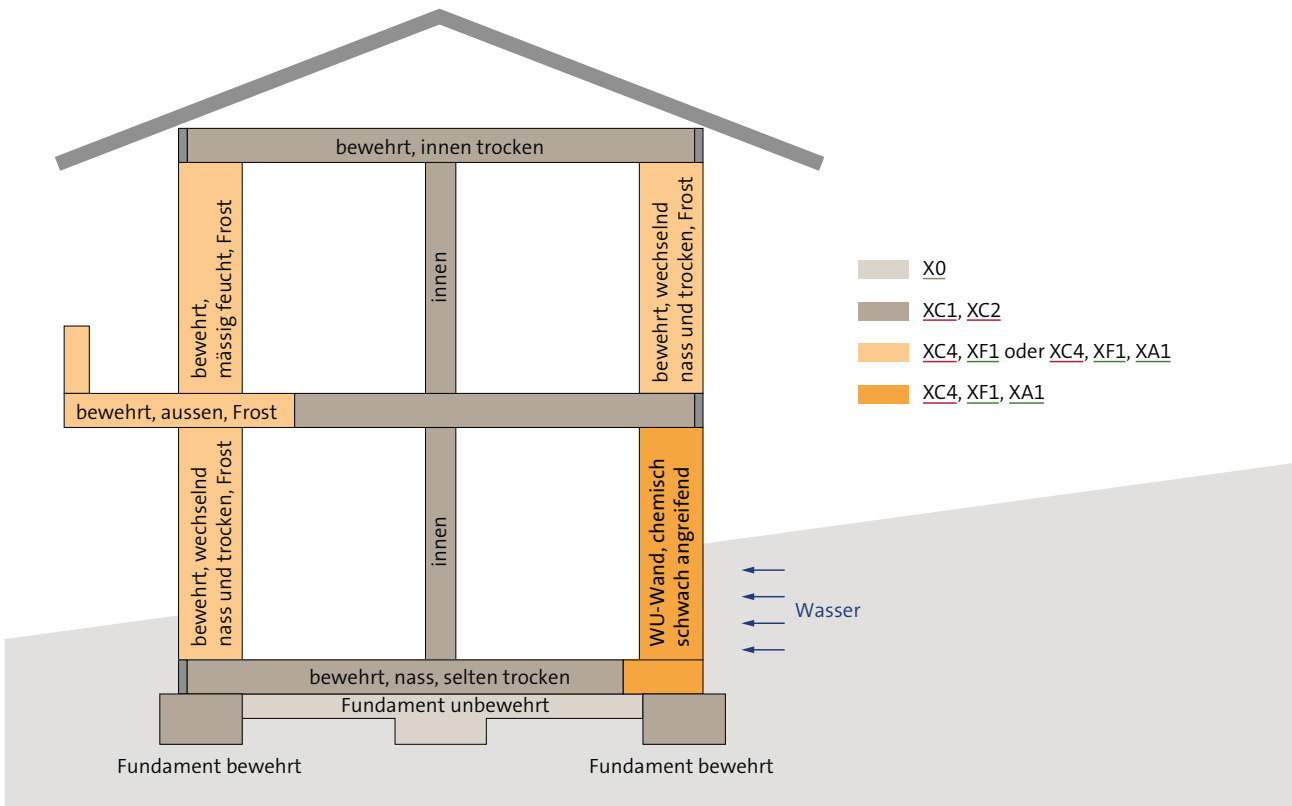 bewehrt, innen trocken
bewehrt,
mässig feucht, Frost
innen
bewehrt, wechselnd
nass und trocken, Frost
X0
XC1, XC2
XC4, XF1 oder XC4, XF1, XA1
XC4, XF1, XA1
bewehrt, aussen, Frost
bewehrt, wechselnd
nass und trocken, Frost
innen
WU-Wand, chemisch
schwach angreifend
Wasser
bewehrt, nass, selten trocken
Fundament unbewehrt
Fundament bewehrt
Fundament bewehrt